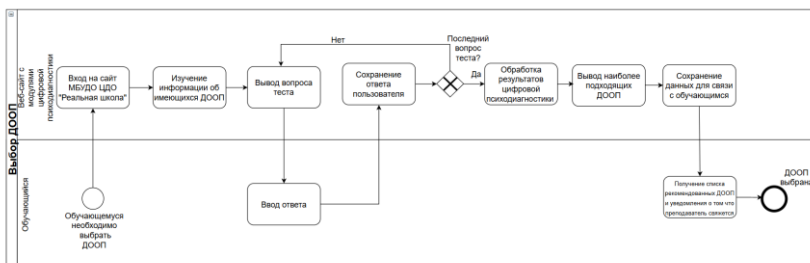 Выбор ДООП
Веб-сайт с
модулями
цифровой
психодиагностики
Вход на сайт
МБУДО ЦДО
"Реальная школа"
Изучение
информации об
имеющихся ДООП
Вывод вопроса
теста
Нет
Сохранение
ответа
пользователя
Последний
вопрос
теста?
Да
Обработка
результатов
цифровой
психодиагностики
Вывод наиболее
подходящих
ДООП
Сохранение
данных для связи
с обучающимся
Обучающийся
Обучающемуся
необходимо
выбрать
ДООП
Ввод ответа
Получение списка
рекомендованных ДООП
и уведомления о том что
преподаватель свяжется
ДООП
выбрана